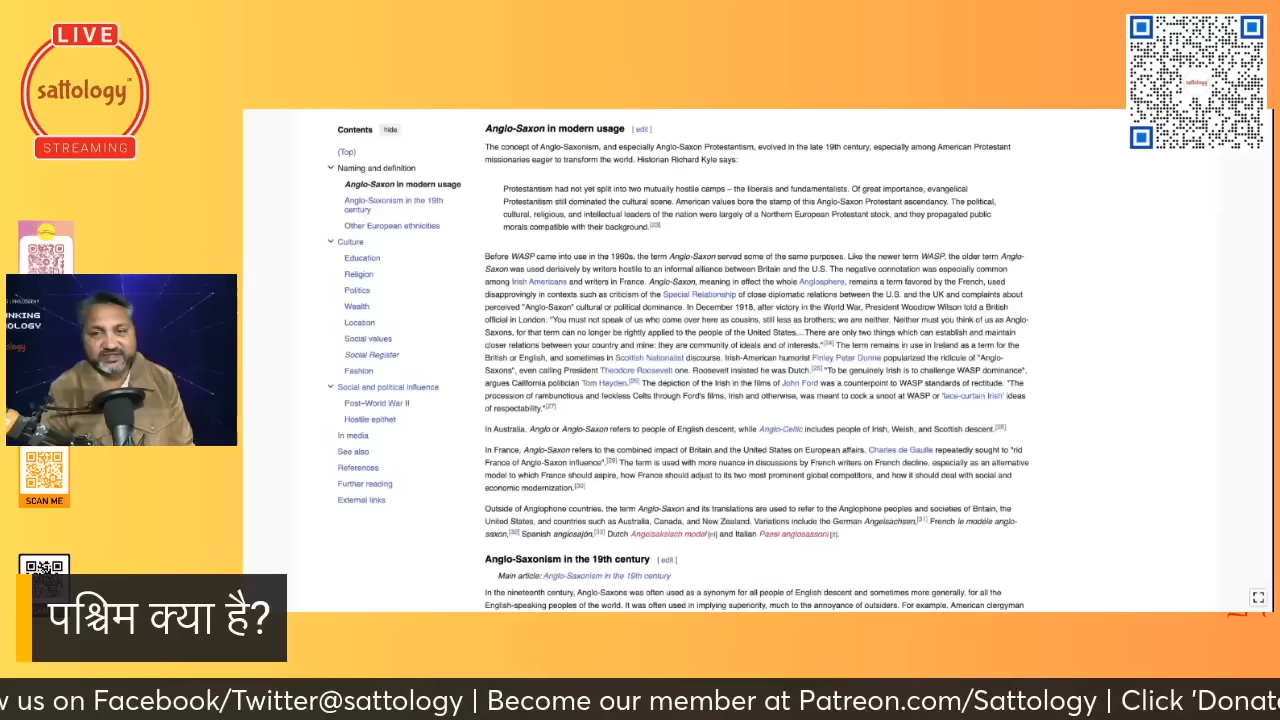 LIVE
sattology™
STREAMING
sattology
Contents hide
(Top)
Naming and definition
Anglo-Saxon in modern usage
Anglo-Saxonism in the 19th
century
Other European ethnicities
Culture
Education
Religion
Politics
Wealth
Location
Social values
Social Register
Fashion
Social and political influence
Post–World War II
Hostile epithet
In media
See also
References
Further reading
External links
Anglo-Saxon in modern usage [ edit ]
The concept of Anglo-Saxonism, and especially Anglo-Saxon Protestantism, evolved in the late 19th century, especially among American Protestant
missionaries eager to transform the world. Historian Richard Kyle says:
Protestantism had not yet split into two mutually hostile camps – the liberals and fundamentalists. Of great importance, evangelical
Protestantism still dominated the cultural scene. American values bore the stamp of this Anglo-Saxon Protestant ascendancy. The political,
cultural, religious, and intellectual leaders of the nation were largely of a Northern European Protestant stock, and they propagated public
morals compatible with their background.[23]
Before WASP came into use in the 1960s, the term Anglo-Saxon served some of the same purposes. Like the newer term WASP, the older term Anglo-
Saxon was used derisively by writers hostile to an informal alliance between Britain and the U.S. The negative connotation was especially common
among Irish Americans and writers in France. Anglo-Saxon, meaning in effect the whole Anglosphere, remains a term favored by the French, used
disapprovingly in contexts such as criticism of the Special Relationship of close diplomatic relations between the U.S. and the UK and complaints about
perceived "Anglo-Saxon" cultural or political dominance. In December 1918, after victory in the World War, President Woodrow Wilson told a British
official in London: "You must not speak of us who come over here as cousins, still less as brothers; we are neither. Neither must you think of us as Anglo-
Saxons, for that term can no longer be rightly applied to the people of the United States....There are only two things which can establish and maintain
closer relations between your country and mine: they are community of ideals and of interests."[24] The term remains in use in Ireland as a term for the
British or English, and sometimes in Scottish Nationalist discourse. Irish-American humorist Finley Peter Dunne popularized the ridicule of "Anglo-
Saxons", even calling President Theodore Roosevelt one. Roosevelt insisted he was Dutch.[25] "To be genuinely Irish is to challenge WASP dominance",
argues California politician Tom Hayden.[26] The depiction of the Irish in the films of John Ford was a counterpoint to WASP standards of rectitude. "The
procession of rambunctious and feckless Celts through Ford's films, Irish and otherwise, was meant to cock a snoot at WASP or 'lace-curtain Irish' ideas
of respectability."[27]
In Australia, Anglo or Anglo-Saxon refers to people of English descent, while Anglo-Celtic includes people of Irish, Welsh, and Scottish descent.[28]
In France, Anglo-Saxon refers to the combined impact of Britain and the United States on European affairs. Charles de Gaulle repeatedly sought to "rid
France of Anglo-Saxon influence".[29] The term is used with more nuance in discussions by French writers on French decline, especially as an alternative
model to which France should aspire, how France should adjust to its two most prominent global competitors, and how it should deal with social and
economic modernization.[30]
Outside of Anglophone countries, the term Anglo-Saxon and its translations are used to refer to the Anglophone peoples and societies of Britain, the
United States, and countries such as Australia, Canada, and New Zealand. Variations include the German Angelsachsen,[31] French le modèle anglo-
saxon,[32] Spanish anglosajón,[33] Dutch Angelsaksisch model [nl] and Italian Paesi anglosassoni [it].
Anglo-Saxonism in the 19th century [ edit ]
Main article: Anglo-Saxonism in the 19th century
In the nineteenth century, Anglo-Saxons was often used as a synonym for all people of English descent and sometimes more generally, for all the
English-speaking peoples of the world. It was often used in implying superiority, much to the annoyance of outsiders. For example, American clergyman
SCAN ME
पश्चिम क्या है?
w us on Facebook/Twitter@sattology | Become our member at Patreon.com/Sattology | Click 'Donat